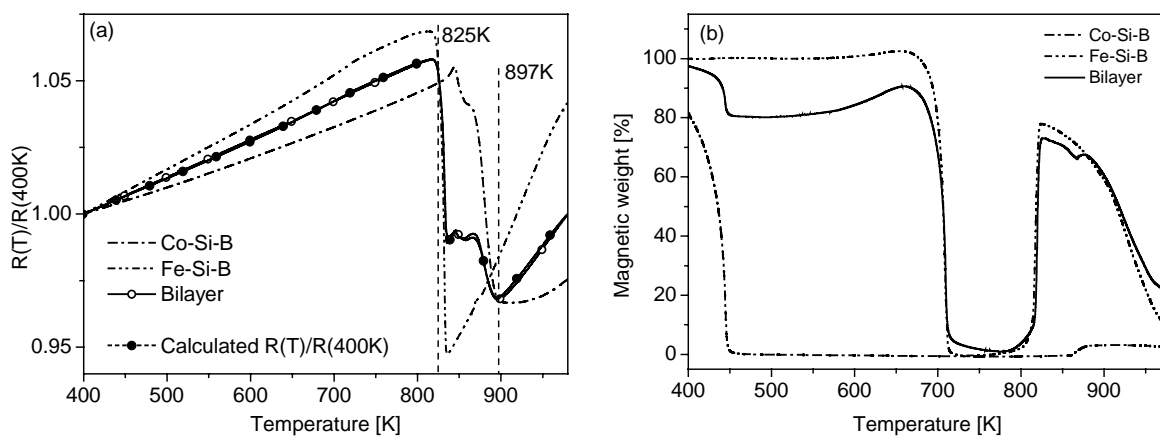 (a)
825K
897K
1.05
1.00
0.95
R(T)/R(400K)
Co-Si-B
Fe-Si-B
Bilayer
Calculated R(T)/R(400K)
400 500 600 700 800 900
Temperature [K]
(b)
Co-Si-B
Fe-Si-B
Bilayer
100
80
60
40
20
0
Magnetic weight [%]
400 500 600 700 800 900
Temperature [K]